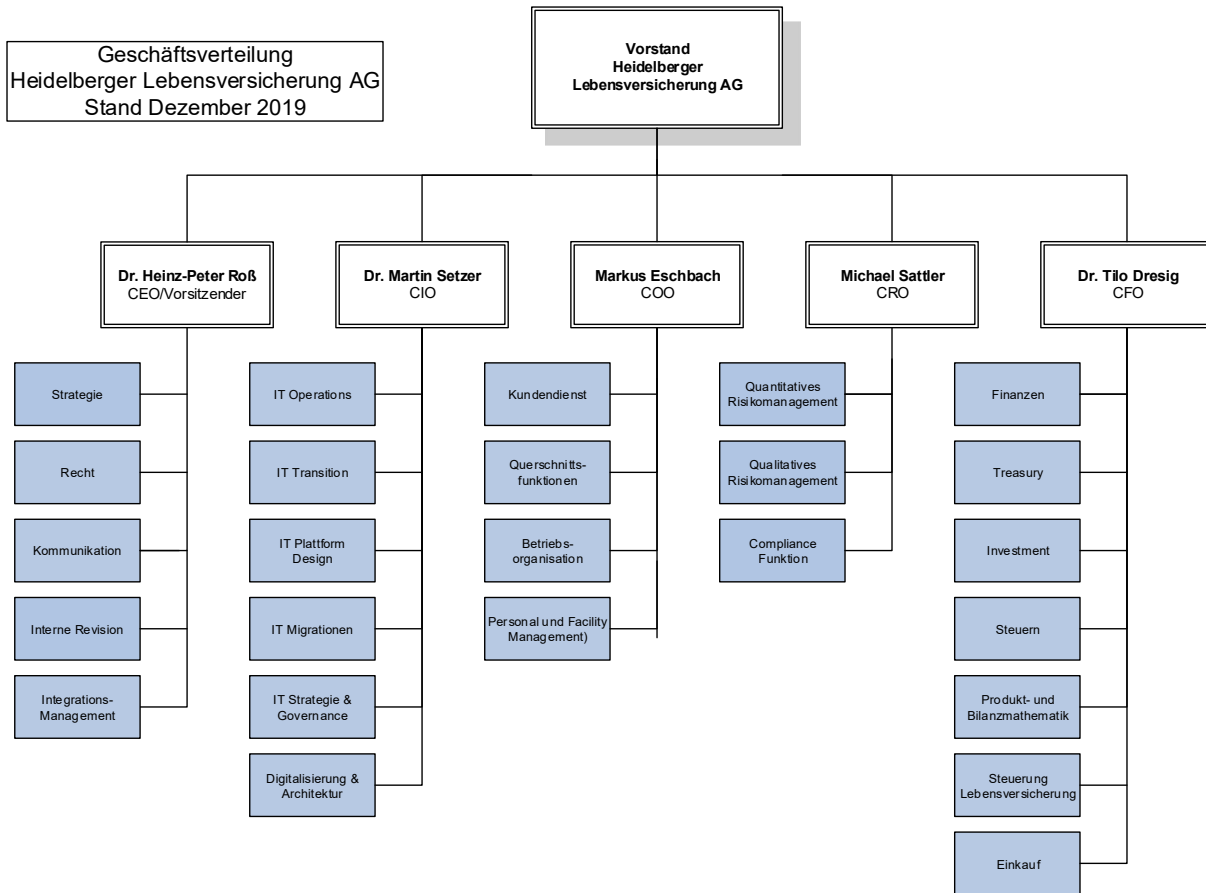 Geschäftsverteilung
Heidelberger Lebensversicherung AG
Stand Dezember 2019
Vorstand
Heidelberger
Lebensversicherung AG
Dr. Heinz-Peter Roß
CEO/Vorsitzender
Dr. Martin Setzer
CIO
Markus Eschbach
COO
Michael Sattler
CRO
Dr. Tilo Dresig
CFO
Strategie
Recht
Kommunikation
Interne Revision
Integrations-
Management
IT Operations
IT Transition
IT Plattform
Design
IT Migrationen
IT Strategie &
Governance
Digitalisierung &
Architektur
Kundendienst
Querschnitts-
funktionen
Betriebs-
organisation
Personal und Facility
Management)
Quantitatives
Risikomanagement
Qualitatives
Risikomanagement
Compliance
Funktion
Finanzen
Treasury
Investment
Steuern
Produkt- und
Bilanzmathematik
Steuerung
Lebensversicherung
Einkauf